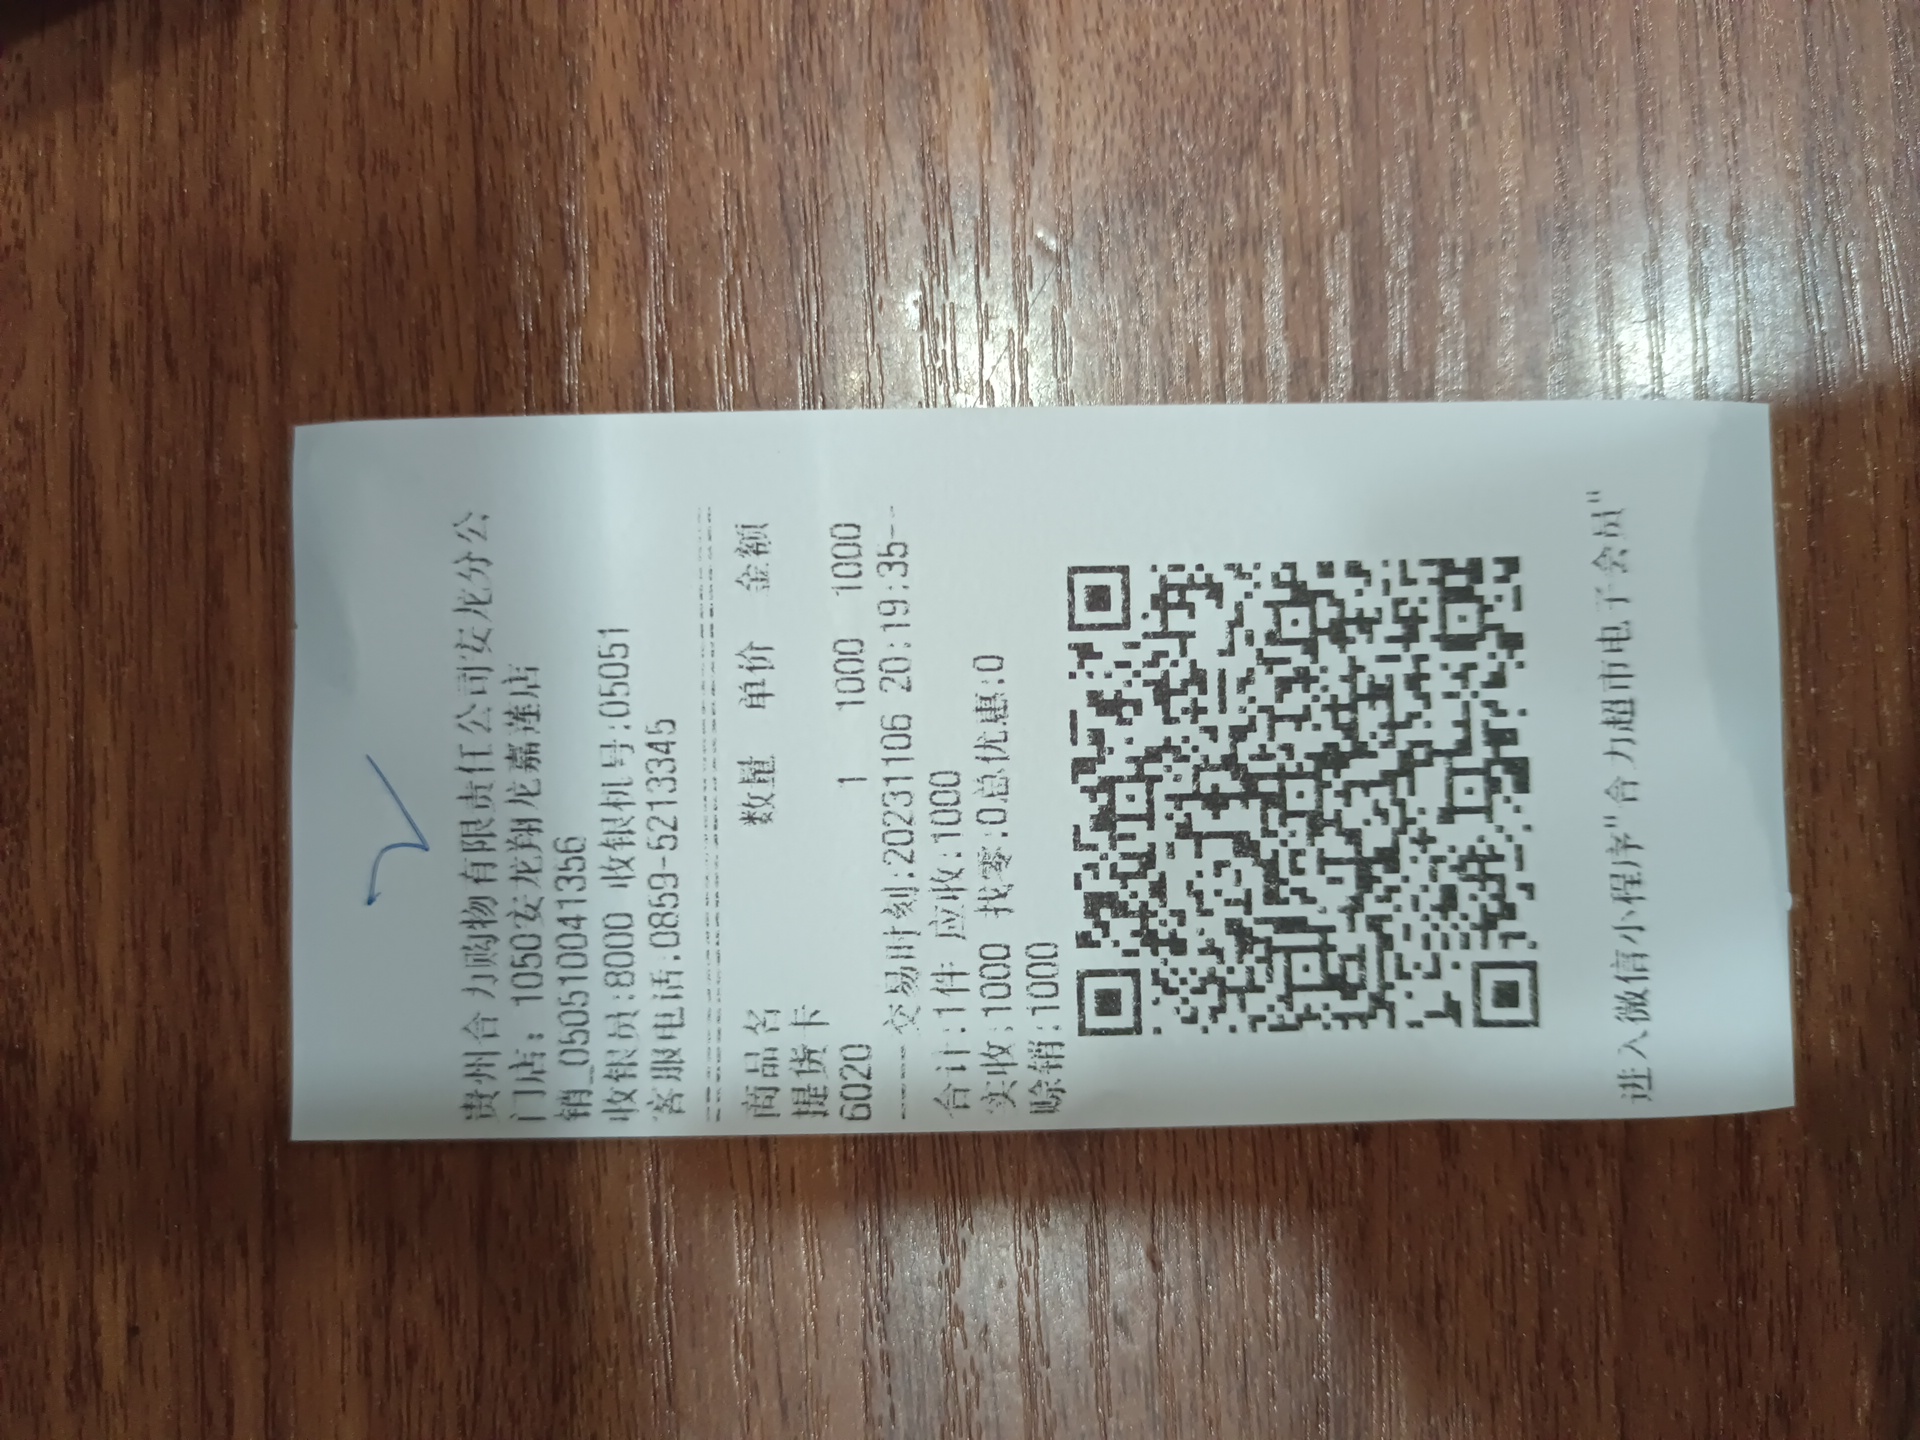 贵州合力购物有限责任公司安龙分公
门店: 1050安龙翔龙嘉莲店
销_050510041356
收银员:8000 收银机号:05051
客服电话:0859-5213345
商品名 数量 单价 金额
提货卡
6020 1 1000 1000
----交易时刻:20231106 20:19:35--
合计:1件 应收:1000
实收:1000 找零:0总优惠:0
赊销:1000
进入微信小程序"合力超市电子会员"